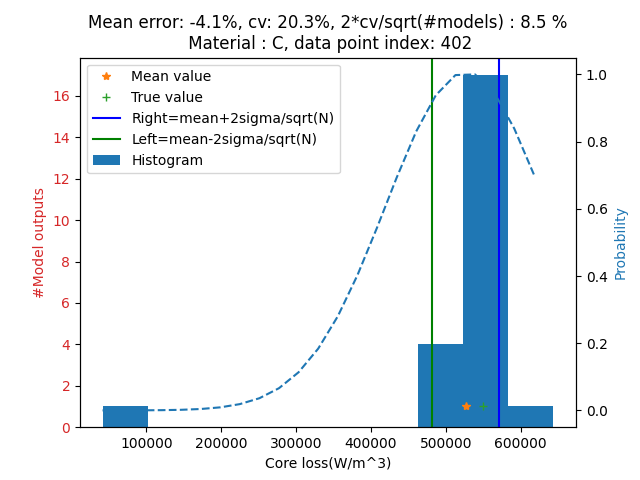 Mean error: -4.1%, cv: 20.3%, 2*cv/sqrt(#models) : 8.5 %
Material : C, data point index: 402
Mean value
True value
Right=mean+2sigma/sqrt(N)
Left=mean-2sigma/sqrt(N)
Histogram
#Model outputs
16
14
12
10
8
6
4
2
0
1.0
0.8
0.6
0.4
0.2
0.0
Probability
100000 200000 300000 400000 500000 600000
Core loss(W/m^3)